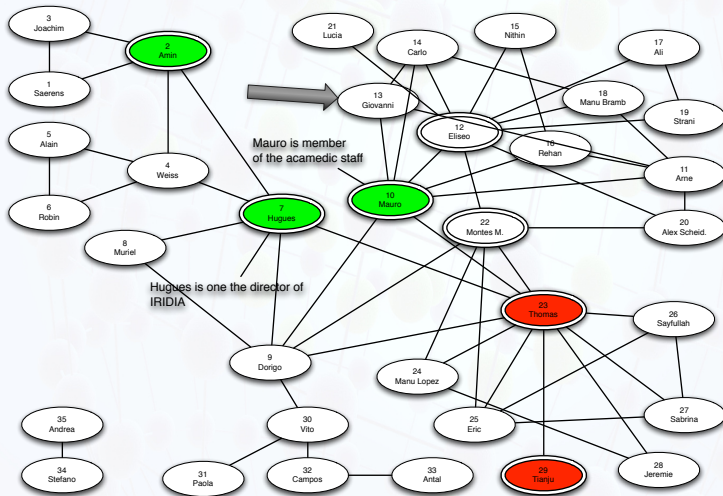 3
Joachim
2
Amin
1
Saerens
5
Alain
4
Weiss
6
Robin
7
Hugues
8
Muriel
Hugues is one the director of
IRIDIA
9
Dorigo
21
Lucia
14
Carlo
15
Nithin
17
Ali
13
Giovanni
18
Manu Bramb
19
Strani
12
Eliseo
16
Rehan
Mauro is member
of the acamedic staff
10
Mauro
11
Arne
20
Alex Scheid.
22
Montes M.
23
Thomas
26
Sayfullah
24
Manu Lopez
25
Eric
27
Sabrina
28
Jeremie
29
Tianju
35
Andrea
34
Stefano
30
Vito
31
Paola
32
Campos
33
Antal